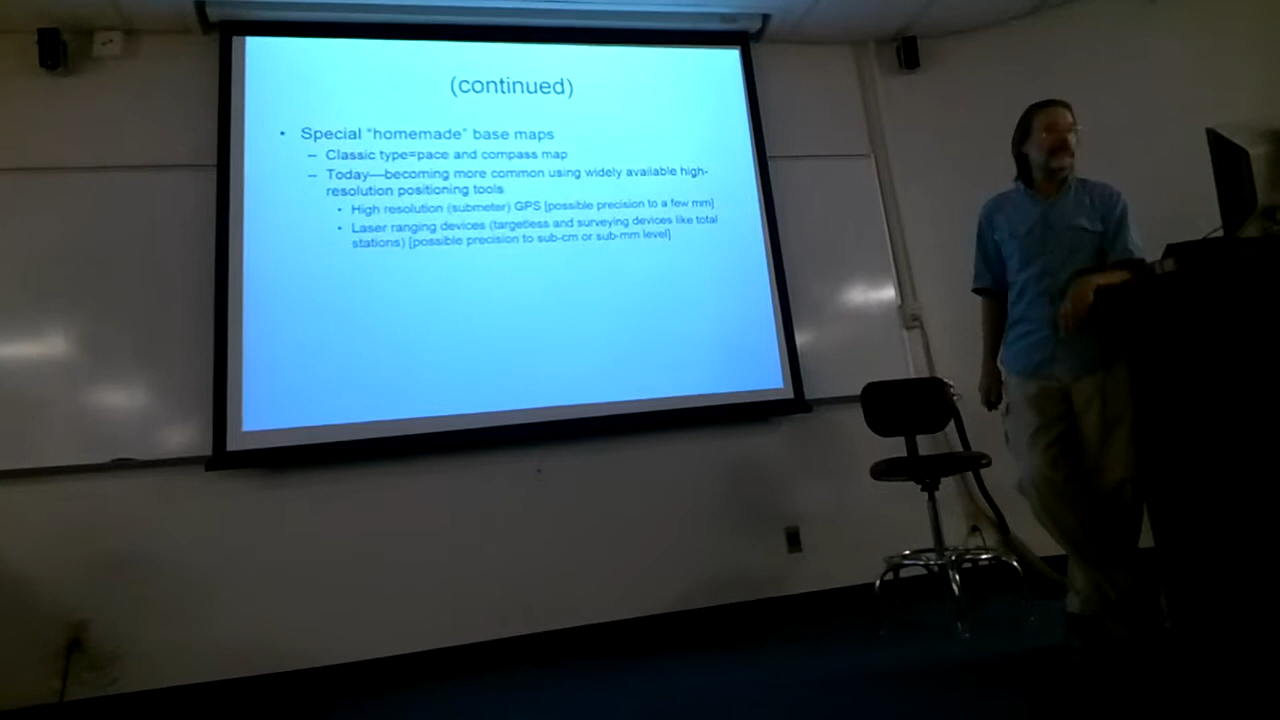 (continued)
• Special "homemade" base maps
– Classic type=pace and compass map
– Today—becoming more common using widely available high-
resolution positioning tools
• High resolution (submeter) GPS [possible precision to a few mm]
• Laser ranging devices (targetless and surveying devices like total
stations) [possible precision to sub-cm or sub-mm level]